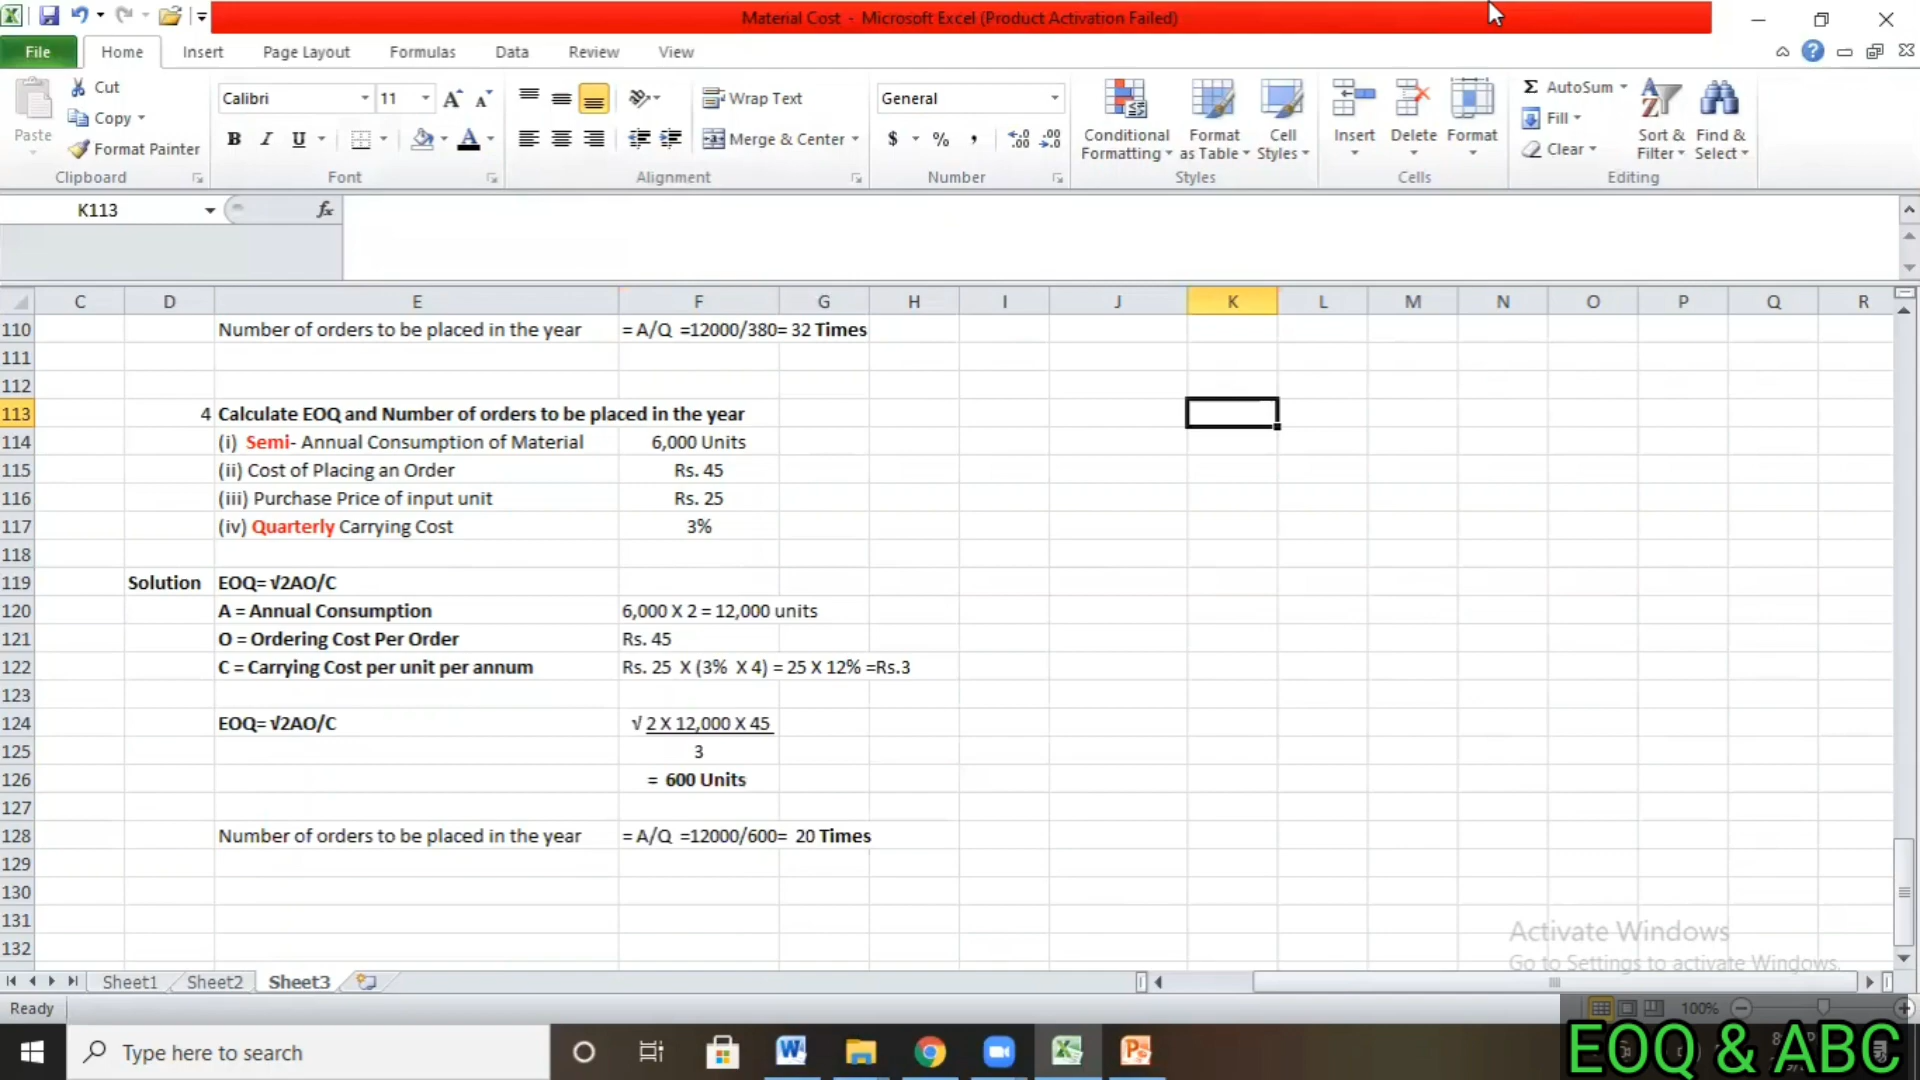 Material Cost - Microsoft Excel (Product Activation Failed)
File Home Insert Page Layout Formulas Data Review View
Paste Cut Copy Format Painter
Calibri 11
B I U
Wrap Text
Merge & Center
General
$ % ,
Conditional Formatting Format as Table Cell Styles
Insert Delete Format
Σ AutoSum Fill Clear
Sort & Filter Find & Select
Clipboard Font Alignment Number Styles Cells Editing
K113 fx
C D E F G H I J K L M N O P Q R
110 Number of orders to be placed in the year = A/Q =12000/380= 32 Times
111
112
113 4 Calculate EOQ and Number of orders to be placed in the year
114 (i) Semi- Annual Consumption of Material 6,000 Units
115 (ii) Cost of Placing an Order Rs. 45
116 (iii) Purchase Price of input unit Rs. 25
117 (iv) Quarterly Carrying Cost 3%
118
119 Solution EOQ= √2AO/C
120 A = Annual Consumption 6,000 X 2 = 12,000 units
121 O = Ordering Cost Per Order Rs. 45
122 C = Carrying Cost per unit per annum Rs. 25 X (3% X 4) = 25 X 12% =Rs.3
123
124 EOQ= √2AO/C √ 2 X 12,000 X 45
125 3
126 = 600 Units
127
128 Number of orders to be placed in the year = A/Q =12000/600= 20 Times
129
130
131
132
Activate Windows
Go to Settings to activate Windows.
Sheet1 Sheet2 Sheet3
Ready 100%
Type here to search
EOQ & ABC